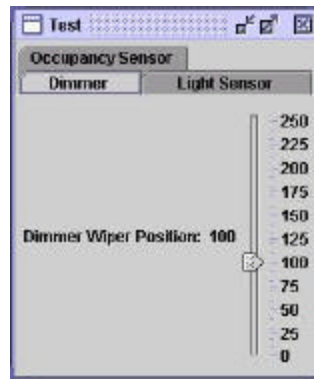 Test
Occupancy Sensor
Dimmer Light Sensor
250
225
200
175
150
Dimmer Wiper Position: 100
125
100
75
50
25
0